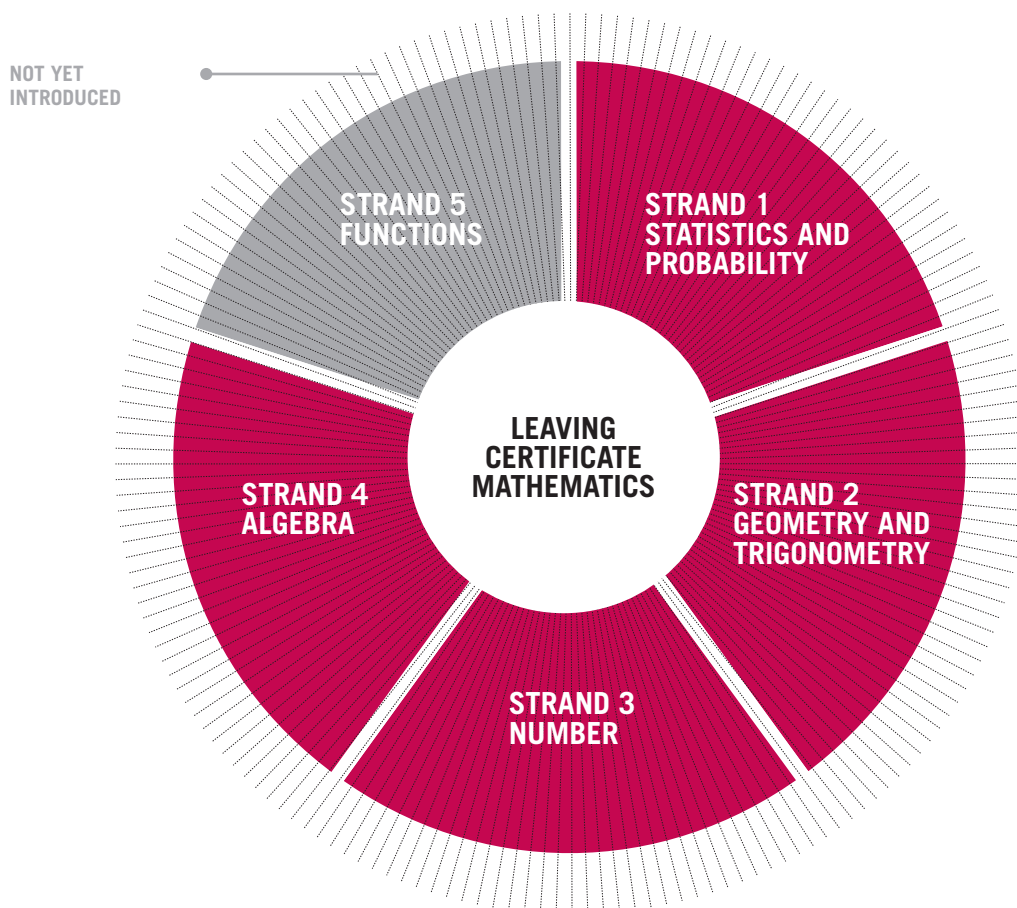 NOT YET
INTRODUCED
STRAND 5
FUNCTIONS
STRAND 1
STATISTICS AND
PROBABILITY
LEAVING
CERTIFICATE
MATHEMATICS
STRAND 4
ALGEBRA
STRAND 2
GEOMETRY AND
TRIGONOMETRY
STRAND 3
NUMBER